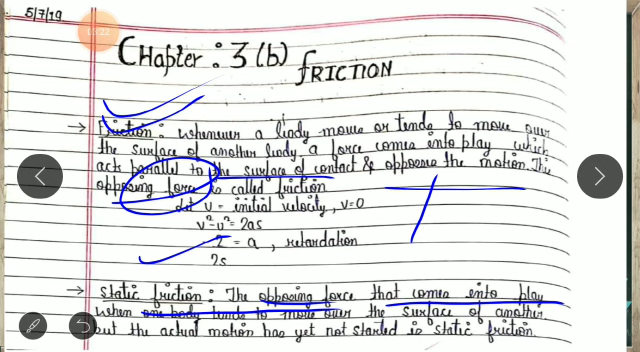 5/7/19
03:22
CHapter : 3 (b) fRICTION
→ Friction : Whenever a body moves or tends to move over
the surface of another body a force comes into play which
acts parallel to the surface of contact & opposes the motion. This
opposing force is called friction
let u = initial velocity, v=0
v²-u² = 2as
= a , retardation
2s
→ Static friction : The opposing force that comes into play
when one body tends to move over the surface of another.
but the actual motion has yet not started is static friction.